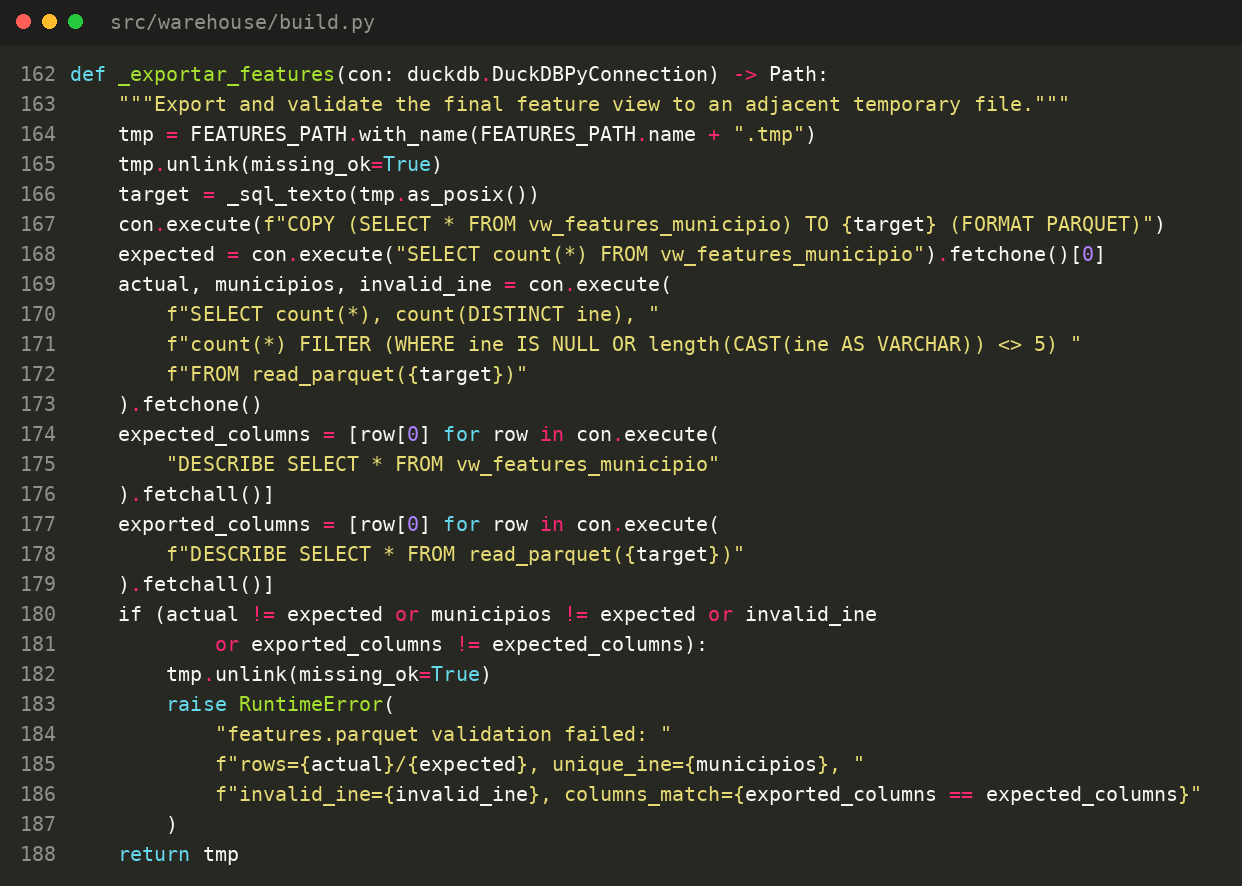 src/warehouse/build.py
162 def _exportar_features(con: duckdb.DuckDBPyConnection) -> Path:
163     """Export and validate the final feature view to an adjacent temporary file."""
164     tmp = FEATURES_PATH.with_name(FEATURES_PATH.name + ".tmp")
165     tmp.unlink(missing_ok=True)
166     target = _sql_texto(tmp.as_posix())
167     con.execute(f"COPY (SELECT * FROM vw_features_municipio) TO {target} (FORMAT PARQUET)")
168     expected = con.execute("SELECT count(*) FROM vw_features_municipio").fetchone()[0]
169     actual, municipios, invalid_ine = con.execute(
170         f"SELECT count(*), count(DISTINCT ine), "
171         f"count(*) FILTER (WHERE ine IS NULL OR length(CAST(ine AS VARCHAR)) <> 5) "
172         f"FROM read_parquet({target})"
173     ).fetchone()
174     expected_columns = [row[0] for row in con.execute(
175         "DESCRIBE SELECT * FROM vw_features_municipio"
176     ).fetchall()]
177     exported_columns = [row[0] for row in con.execute(
178         f"DESCRIBE SELECT * FROM read_parquet({target})"
179     ).fetchall()]
180     if (actual != expected or municipios != expected or invalid_ine
181             or exported_columns != expected_columns):
182         tmp.unlink(missing_ok=True)
183         raise RuntimeError(
184             "features.parquet validation failed: "
185             f"rows={actual}/{expected}, unique_ine={municipios}, "
186             f"invalid_ine={invalid_ine}, columns_match={exported_columns == expected_columns}"
187         )
188     return tmp